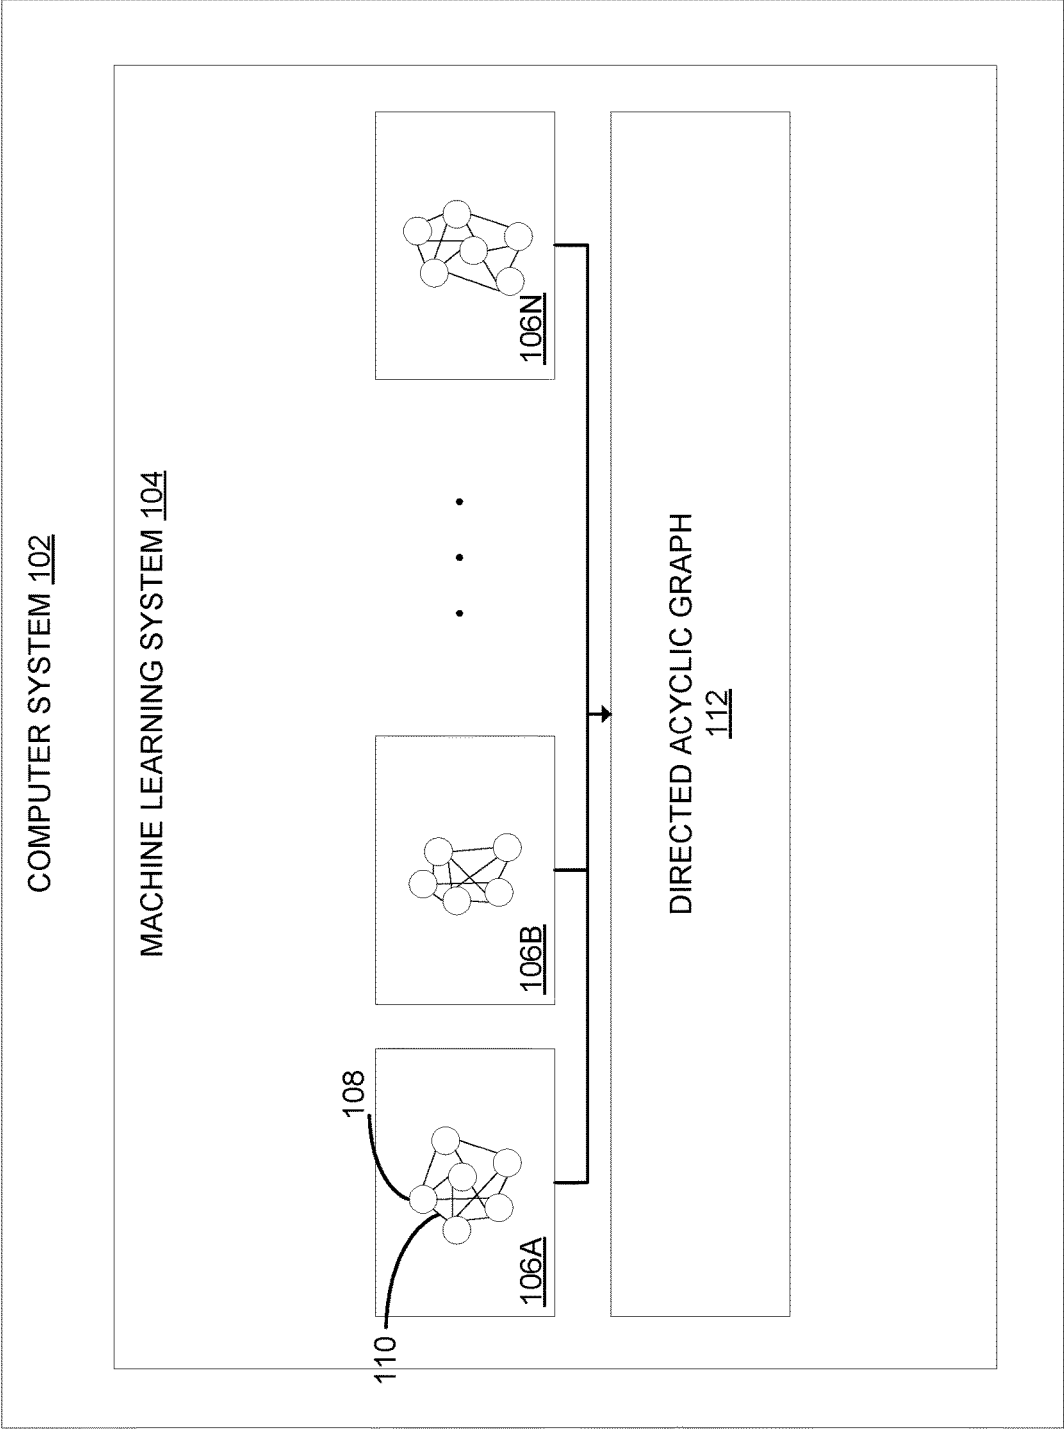 COMPUTER SYSTEM 102
MACHINE LEARNING SYSTEM 104
108
110
106A
106B
106N
DIRECTED ACYCLIC GRAPH
112